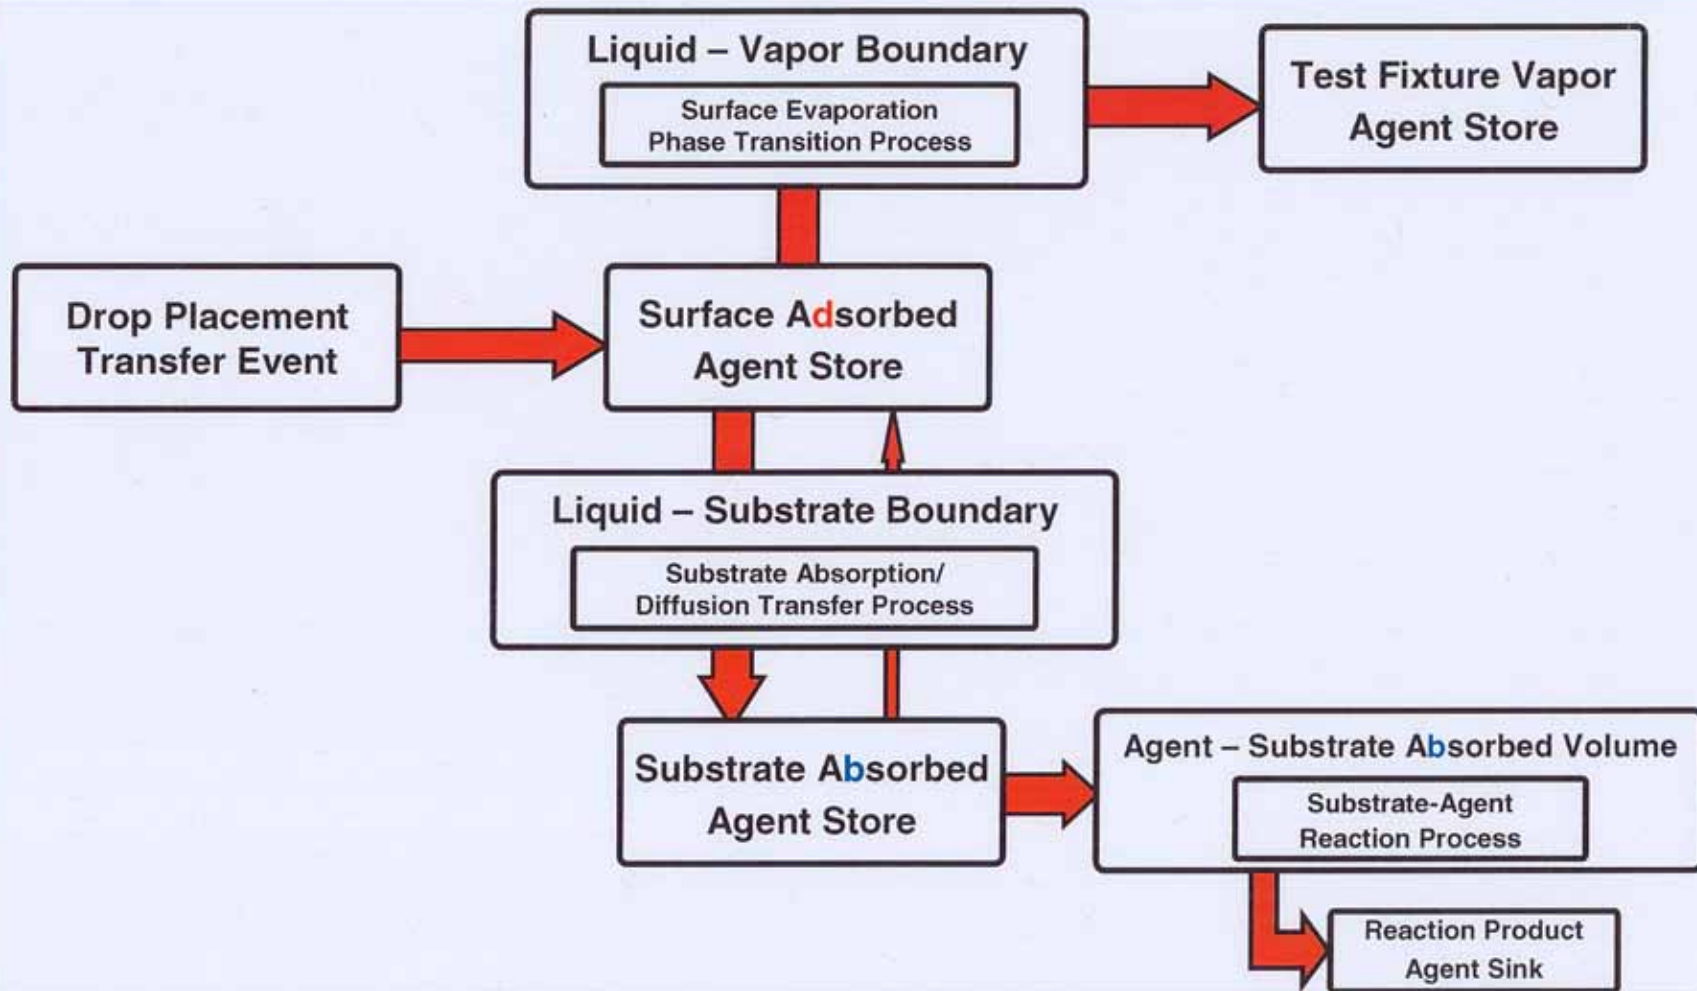 Liquid – Vapor Boundary
Surface Evaporation
Phase Transition Process
Test Fixture Vapor
Agent Store
Drop Placement
Transfer Event
Surface Adsorbed
Agent Store
Liquid – Substrate Boundary
Substrate Absorption/
Diffusion Transfer Process
Substrate Absorbed
Agent Store
Agent – Substrate Absorbed Volume
Substrate-Agent
Reaction Process
Reaction Product
Agent Sink